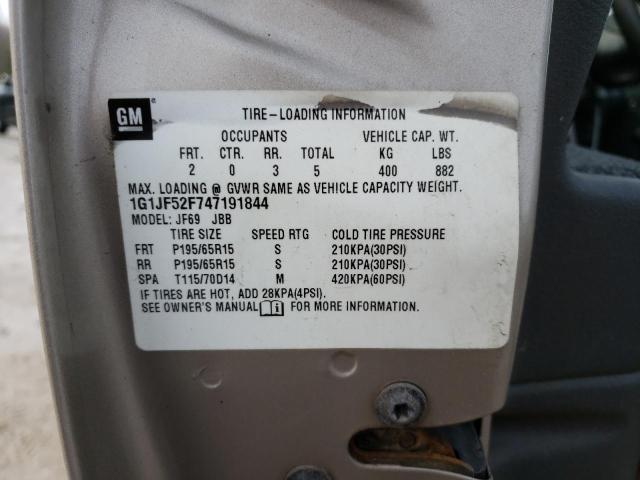 GM
TIRE-LOADING INFORMATION
OCCUPANTS VEHICLE CAP. WT.
FRT. CTR. RR. TOTAL KG LBS
2 0 3 5 400 882
MAX. LOADING @ GVWR SAME AS VEHICLE CAPACITY WEIGHT.
1G1JF52F747191844
MODEL: JF69 JBB
TIRE SIZE SPEED RTG COLD TIRE PRESSURE
FRT P195/65R15 S 210KPA(30PSI)
RR P195/65R15 S 210KPA(30PSI)
SPA T115/70D14 M 420KPA(60PSI)
IF TIRES ARE HOT, ADD 28KPA(4PSI).
SEE OWNER'S MANUAL i FOR MORE INFORMATION.